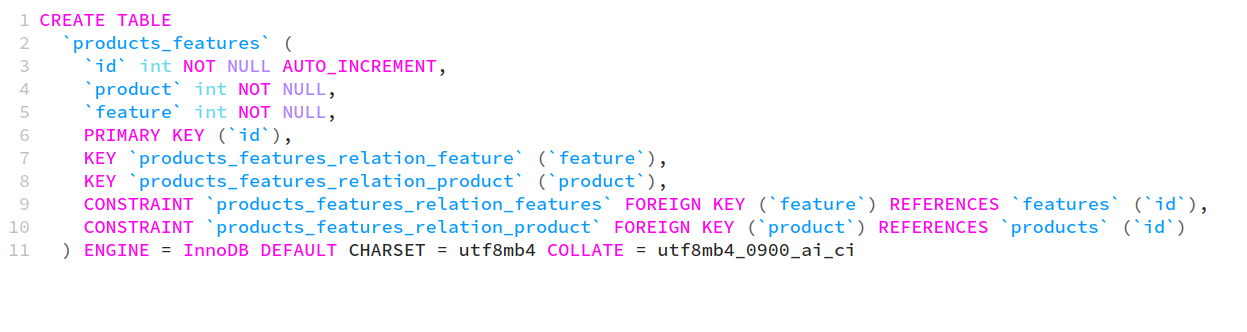 1 CREATE TABLE
2 `products_features` (
3 `id` int NOT NULL AUTO_INCREMENT,
4 `product` int NOT NULL,
5 `feature` int NOT NULL,
6 PRIMARY KEY (`id`),
7 KEY `products_features_relation_feature` (`feature`),
8 KEY `products_features_relation_product` (`product`),
9 CONSTRAINT `products_features_relation_features` FOREIGN KEY (`feature`) REFERENCES `features` (`id`),
10 CONSTRAINT `products_features_relation_product` FOREIGN KEY (`product`) REFERENCES `products` (`id`)
11 ) ENGINE = InnoDB DEFAULT CHARSET = utf8mb4 COLLATE = utf8mb4_0900_ai_ci